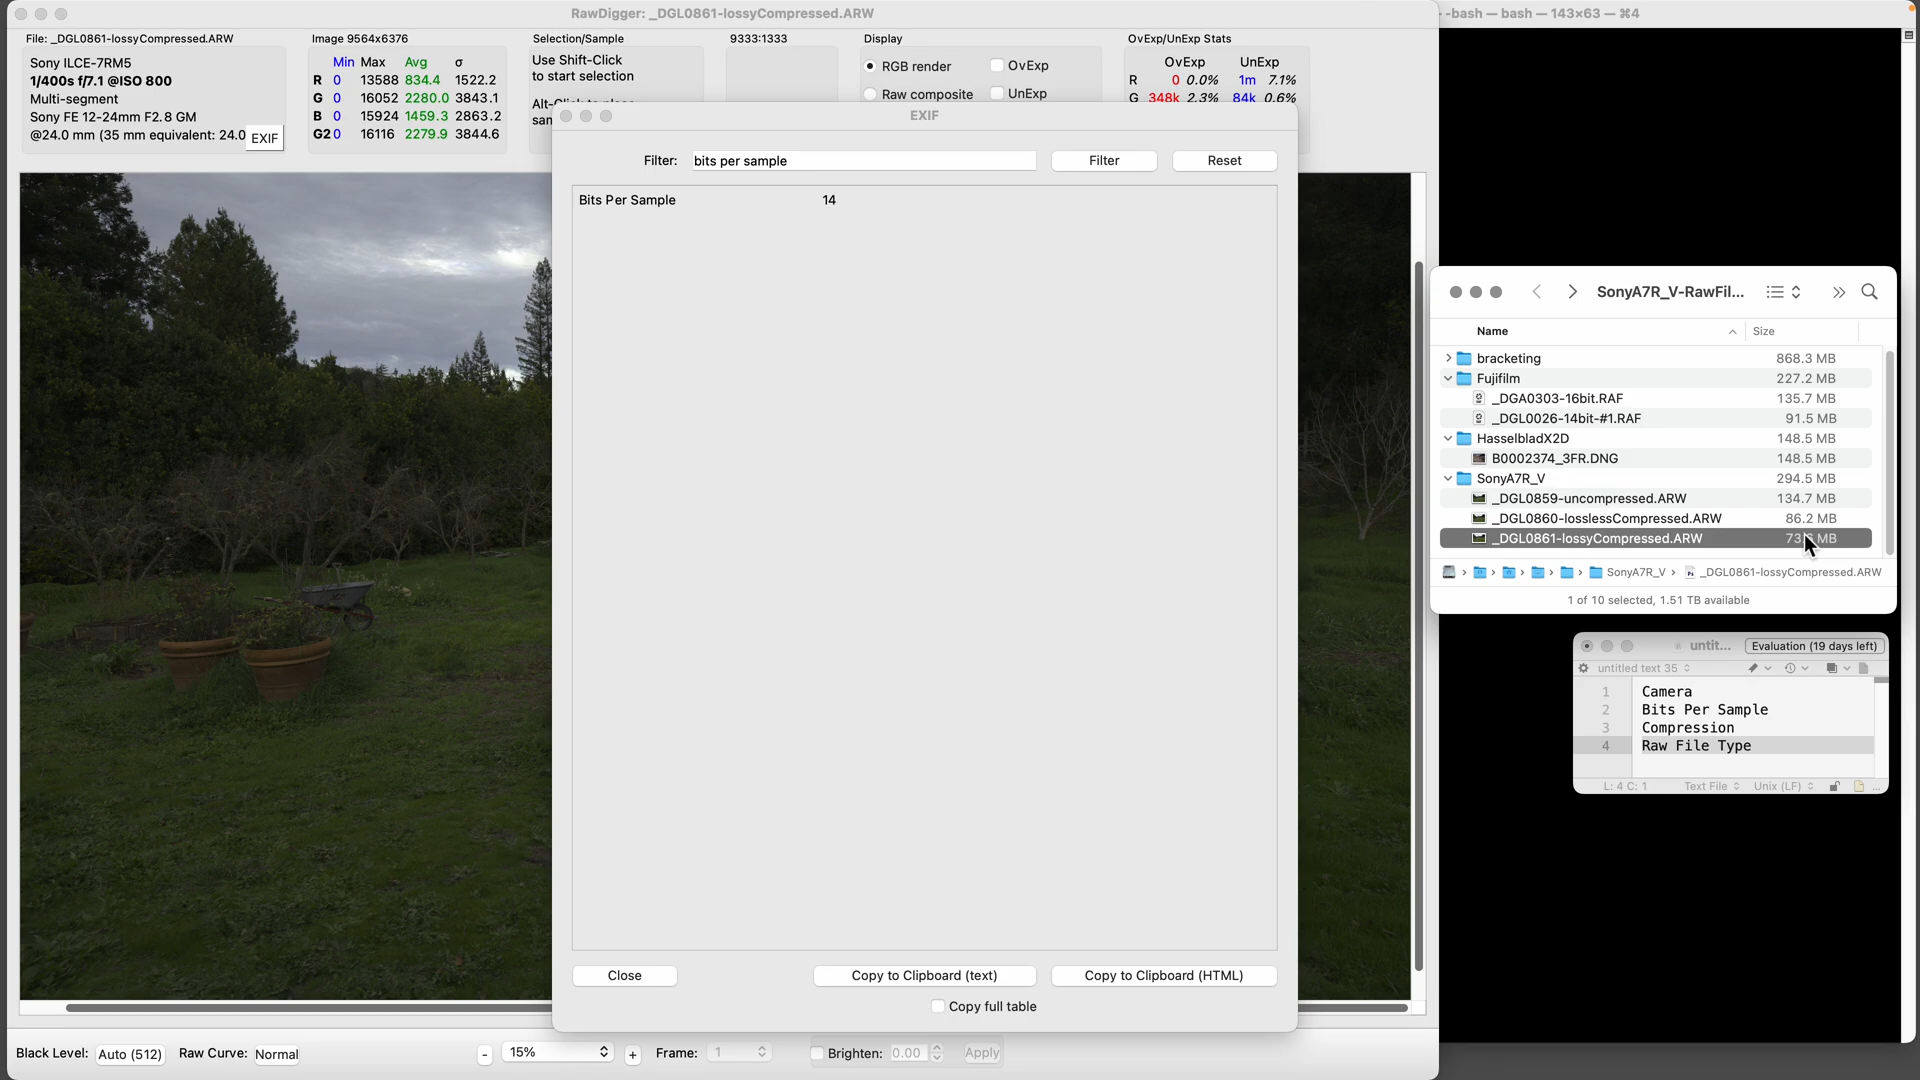 RawDigger: _DGL0861-lossyCompressed.ARW
-bash — bash — 143×63 — ⌘4
File: _DGL0861-lossyCompressed.ARW
Sony ILCE-7RM5
1/400s f/7.1 @ISO 800
Multi-segment
Sony FE 12-24mm F2.8 GM
@24.0 mm (35 mm equivalent: 24.0
EXIF
Image 9564x6376
Min Max Avg σ
R 0 13588 834.4 1522.2
G 0 16052 2280.0 3843.1
B 0 15924 1459.3 2863.2
G2 0 16116 2279.9 3844.6
Selection/Sample
Use Shift-Click
to start selection
9333:1333
Display
RGB render
OvExp
Raw composite
UnExp
OvExp/UnExp Stats
OvExp UnExp
R 0 0.0% 1m 7.1%
G 348k 2.3% 84k 0.6%
EXIF
Filter: bits per sample Filter Reset
Bits Per Sample 14
Close Copy to Clipboard (text) Copy to Clipboard (HTML)
Copy full table
SonyA7R_V-RawFil...
Name Size
bracketing 868.3 MB
Fujifilm 227.2 MB
_DGA0303-16bit.RAF 135.7 MB
_DGL0026-14bit-#1.RAF 91.5 MB
HasselbladX2D 148.5 MB
B0002374_3FR.DNG 148.5 MB
SonyA7R_V 294.5 MB
_DGL0859-uncompressed.ARW 134.7 MB
_DGL0860-losslessCompressed.ARW 86.2 MB
_DGL0861-lossyCompressed.ARW MB
SonyA7R_V › _DGL0861-lossyCompressed.ARW
1 of 10 selected, 1.51 TB available
untit... Evaluation (19 days left)
untitled text 35
1 Camera
2 Bits Per Sample
3 Compression
4 Raw File Type
L: 4 C: 1 Text File Unix (LF) ...
Black Level: Auto (512) Raw Curve: Normal - 15% + Frame: 1 Brighten: 0.00 Apply